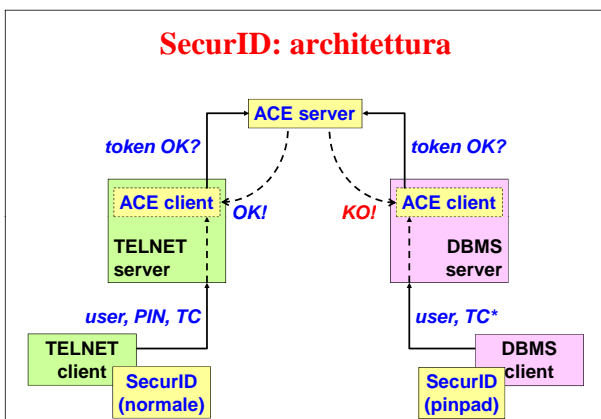 SecurID: architettura
ACE server
token OK?
token OK?
ACE client
ACE client
OK!
KO!
TELNET
server
DBMS
server
user, PIN, TC
user, TC*
TELNET
client
DBMS
client
SecurID
(normale)
SecurID
(pinpad)